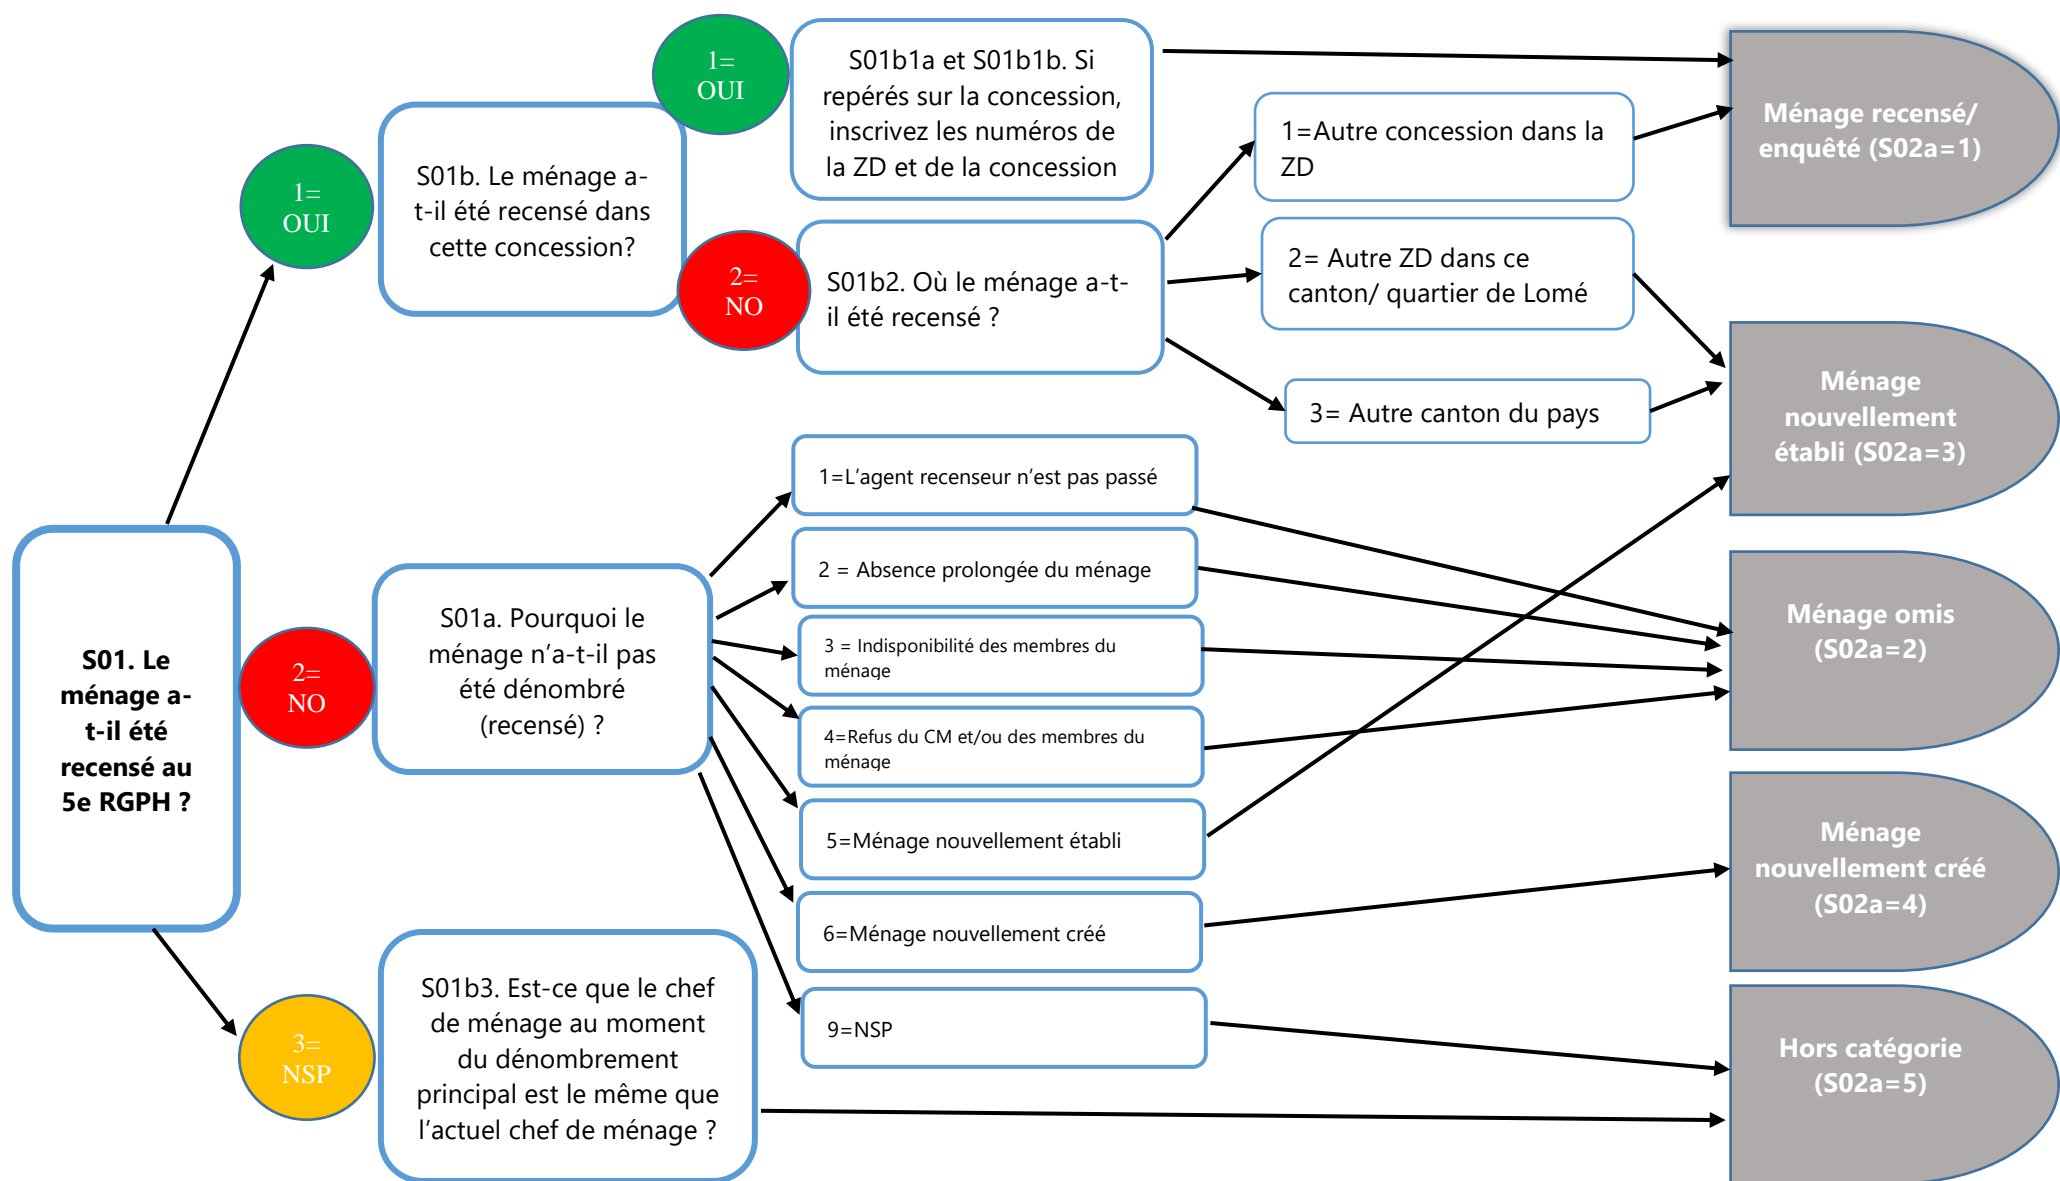 1=
OUI
S01b1a et S01b1b. Si
repérés sur la concession,
inscrivez les numéros de
la ZD et de la concession
1=Autre concession dans la
ZD
Ménage recensé/
enquêté (S02a=1)
1=
OUI
S01b. Le ménage a-
t-il été recensé dans
cette concession?
2=
NO
S01b2. Où le ménage a-t-
il été recensé ?
2= Autre ZD dans ce
canton/ quartier de Lomé
3= Autre canton du pays
Ménage
nouvellement
établi (S02a=3)
S01. Le
ménage a-
t-il été
recensé au
5e RGPH ?
2=
NO
S01a. Pourquoi le
ménage n’a-t-il pas
été dénombré
(recensé) ?
1=L’agent recenseur n’est pas passé
2 = Absence prolongée du ménage
3 = Indisponibilité des membres du
ménage
4=Refus du CM et/ou des membres du
ménage
5=Ménage nouvellement établi
6=Ménage nouvellement créé
9=NSP
Ménage omis
(S02a=2)
Ménage
nouvellement créé
(S02a=4)
3=
NSP
S01b3. Est-ce que le chef
de ménage au moment
du dénombrement
principal est le même que
l’actuel chef de ménage ?
Hors catégorie
(S02a=5)